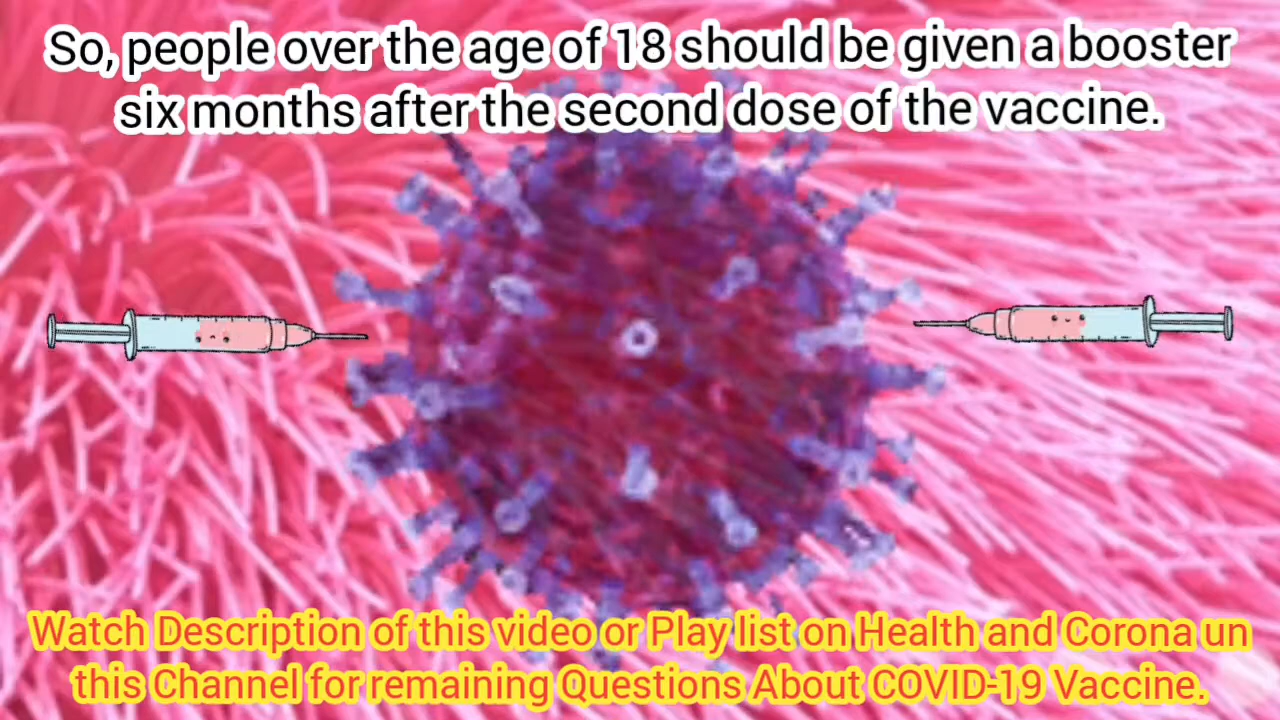 So, people over the age of 18 should be given a booster
six months after the second dose of the vaccine.
Watch Description of this video or Play list on Health and Corona un
this Channel for remaining Questions About COVID-19 Vaccine.